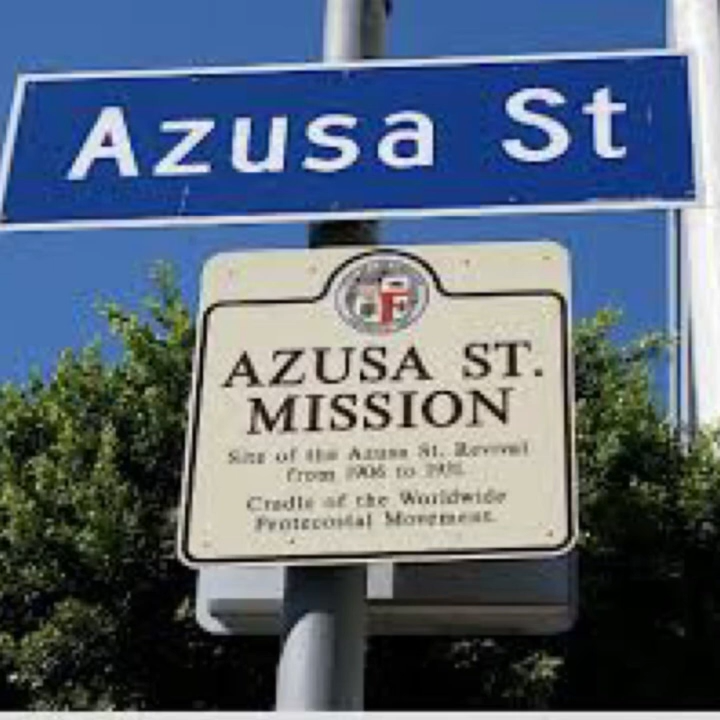 Azusa St
AZUSA ST.
MISSION
Site of the Azusa St. Revival
from 1906 to 1931.
Cradle of the Worldwide
Pentecostal Movement.